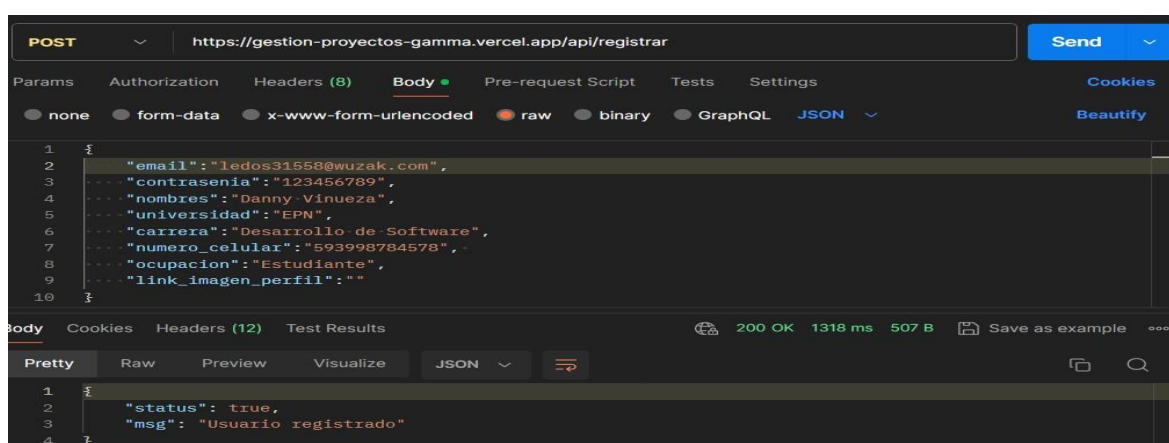 POST https://gestion-proyectos-gamma.vercel.app/api/registrar Send
Params Authorization Headers (8) Body Pre-request Script Tests Settings Cookies
none form-data x-www-form-urlencoded raw binary GraphQL JSON Beautify
1 {
2 "email":"ledos31558@wuzak.com",
3 "contrasenia":"123456789",
4 "nombres":"Danny Vinueza",
5 "universidad":"EPN",
6 "carrera":"Desarrollo de Software",
7 "numero_celular":"593998784578",
8 "ocupacion":"Estudiante",
9 "link_imagen_perfil":""
10 }
Body Cookies Headers (12) Test Results 200 OK 1318 ms 507 B Save as example
Pretty Raw Preview Visualize JSON
1 {
2 "status": true,
3 "msg": "Usuario registrado"
4 }